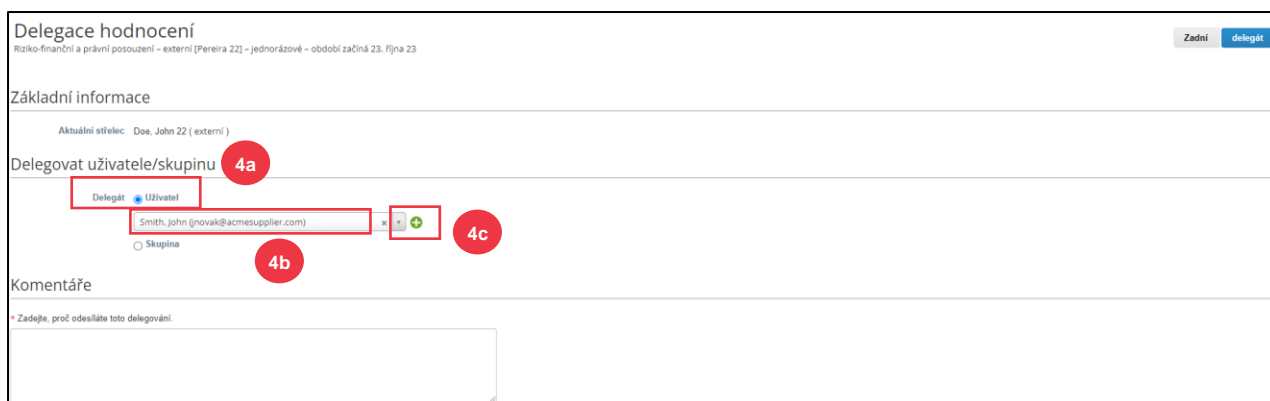 Delegace hodnocení
Riziko-finanční a právní posouzení – externí [Pereira 22] – jednorázové – období začíná 23. října 23
Zadní delegát
Základní informace
Aktuální střelec Doe, John 22 ( externí )
Delegovat uživatele/skupinu 4a
Delegát Uživatel
Smith, John (jnovak@acmesupplier.com) × 4c
Skupina
4b
Komentáře
* Zadejte, proč odesíláte toto delegování.